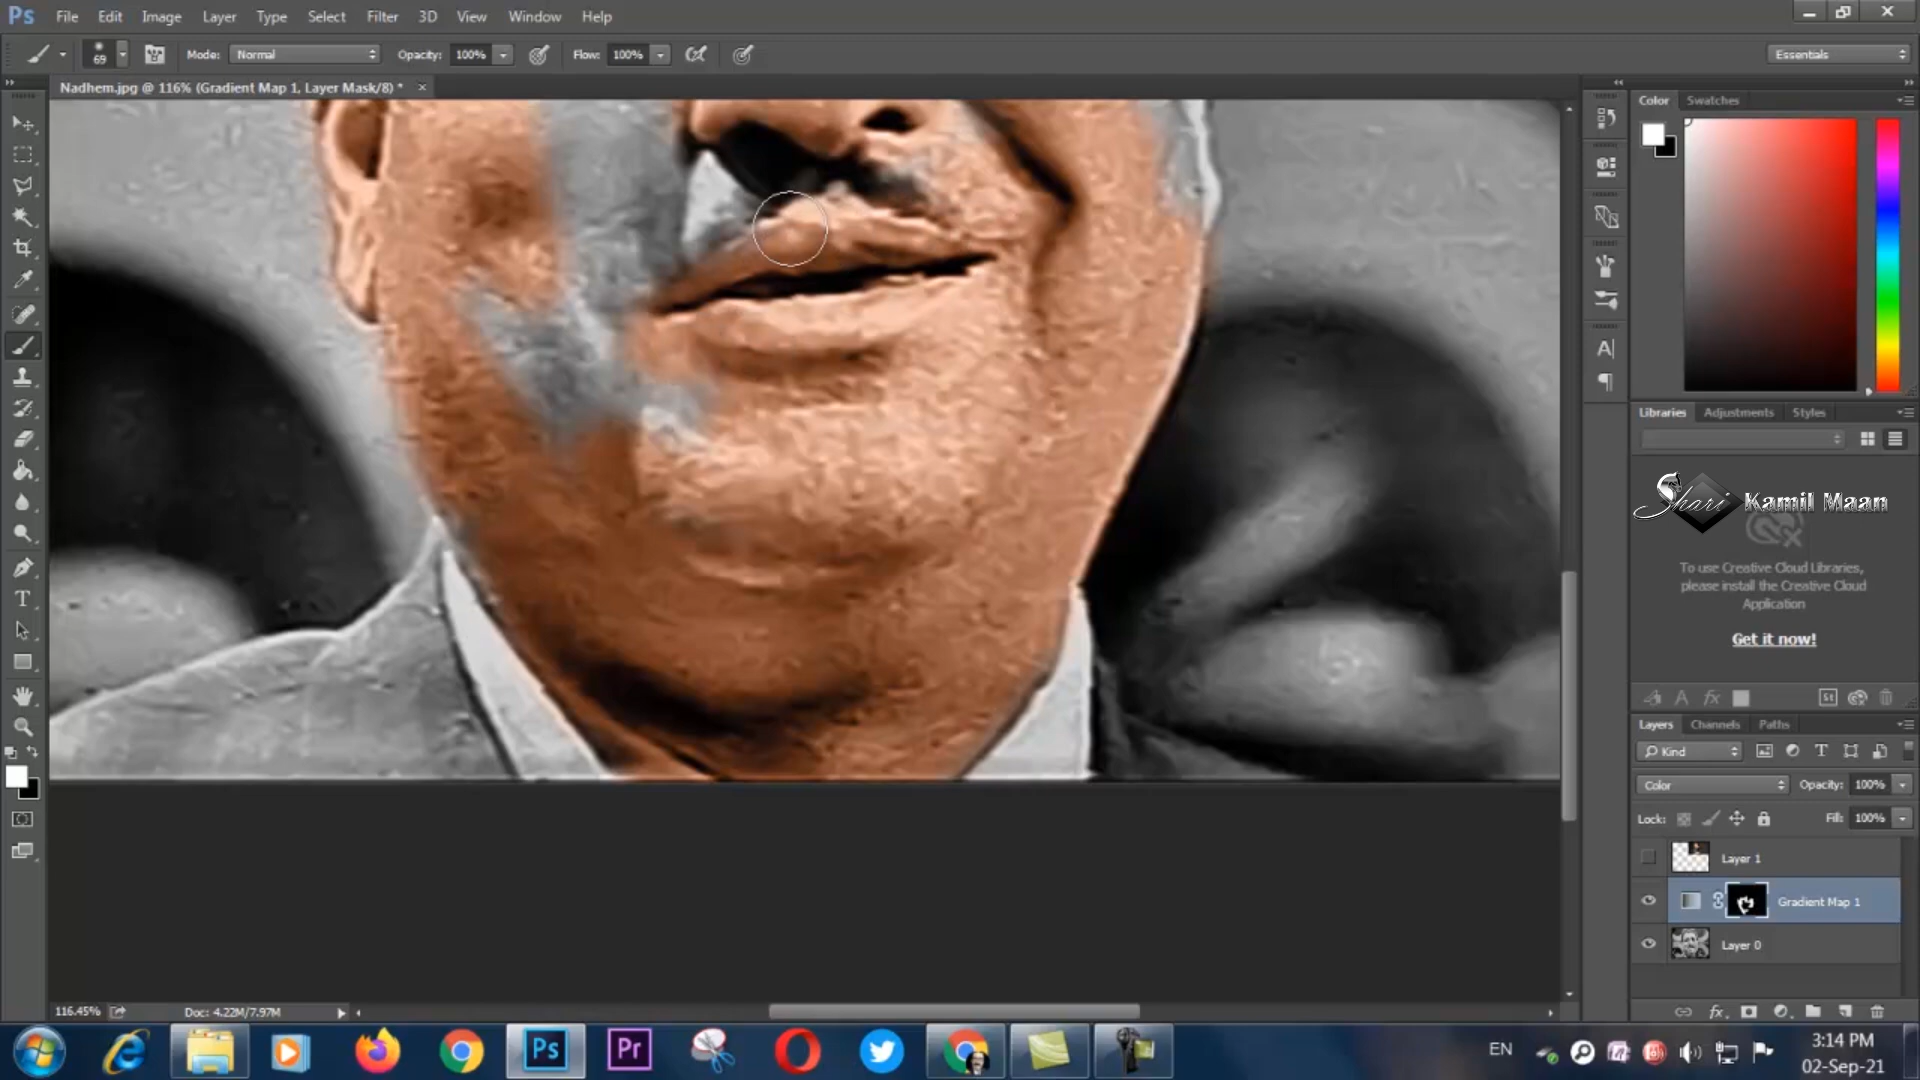 Ps File Edit Image Layer Type Select Filter 3D View Window Help
69 Mode: Normal Opacity: 100% Flow: 100% Essentials
Nadhem.jpg @ 116% (Gradient Map 1, Layer Mask/8) *
Color Swatches
Libraries Adjustments Styles
Shari Kamil Maan
To use Creative Cloud Libraries,
please install the Creative Cloud
Application
Get it now!
Layers Channels Paths
Kind
Color Opacity: 100%
Lock: Fill: 100%
Layer 1
Gradient Map 1
Layer 0
116.45% Doc: 4.22M/7.97M
Ps Pr EN 3:14 PM
02-Sep-21